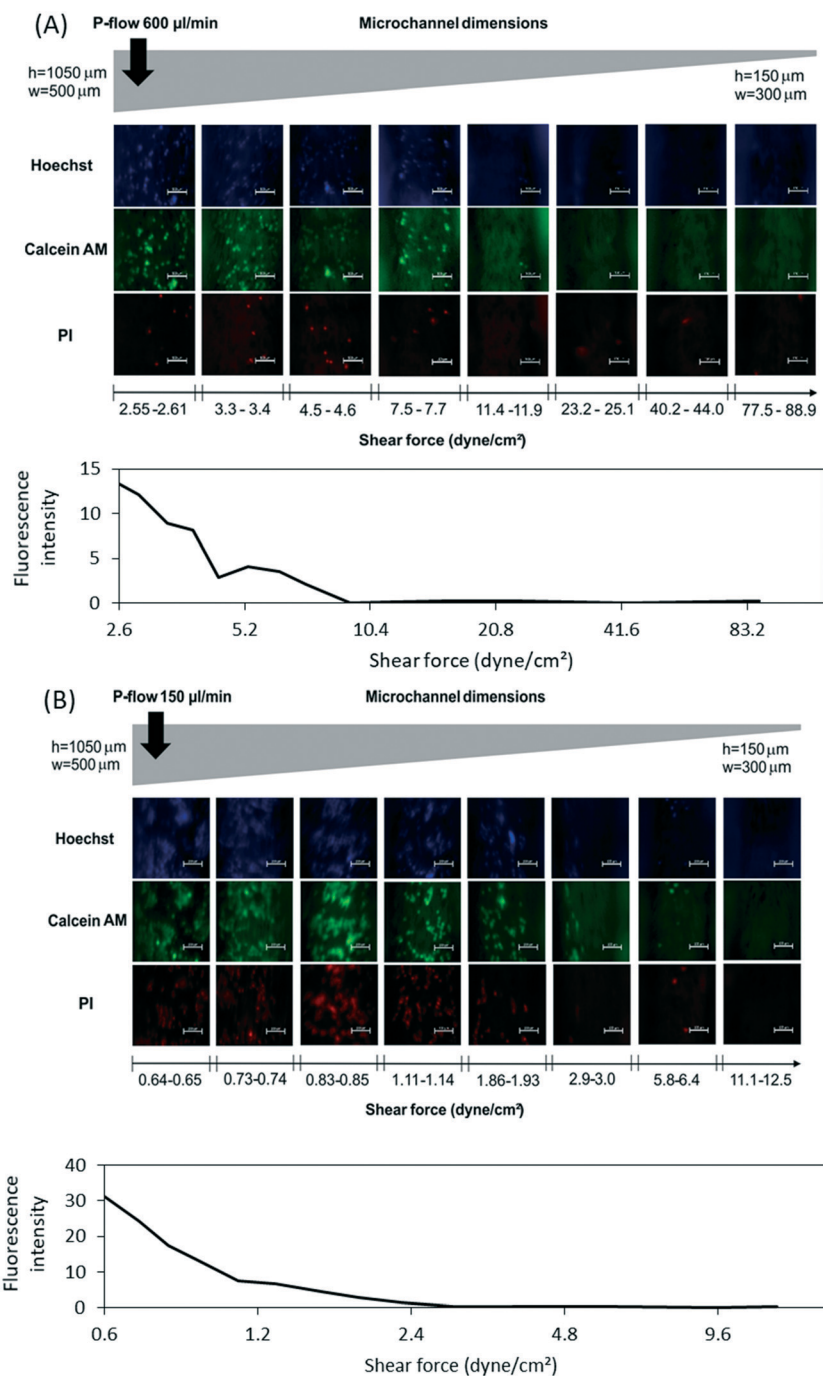 (A)
P-flow 600 µl/min
Microchannel dimensions
h=1050 µm
w=500 µm
h=150 µm
w=300 µm
Hoechst
Calcein AM
PI
2.55-2.61 3.3 - 3.4 4.5 - 4.6 7.5 - 7.7 11.4 -11.9 23.2 - 25.1 40.2 - 44.0 77.5 - 88.9
Shear force (dyne/cm²)
Fluorescence
intensity
15
10
5
0
2.6 5.2 10.4 20.8 41.6 83.2
Shear force (dyne/cm²)
(B)
P-flow 150 µl/min
Microchannel dimensions
h=1050 µm
w=500 µm
h=150 µm
w=300 µm
Hoechst
Calcein AM
PI
0.64-0.65 0.73-0.74 0.83-0.85 1.11-1.14 1.86-1.93 2.9-3.0 5.8-6.4 11.1-12.5
Shear force (dyne/cm²)
Fluorescence
intensity
40
30
20
10
0
0.6 1.2 2.4 4.8 9.6
Shear force (dyne/cm²)